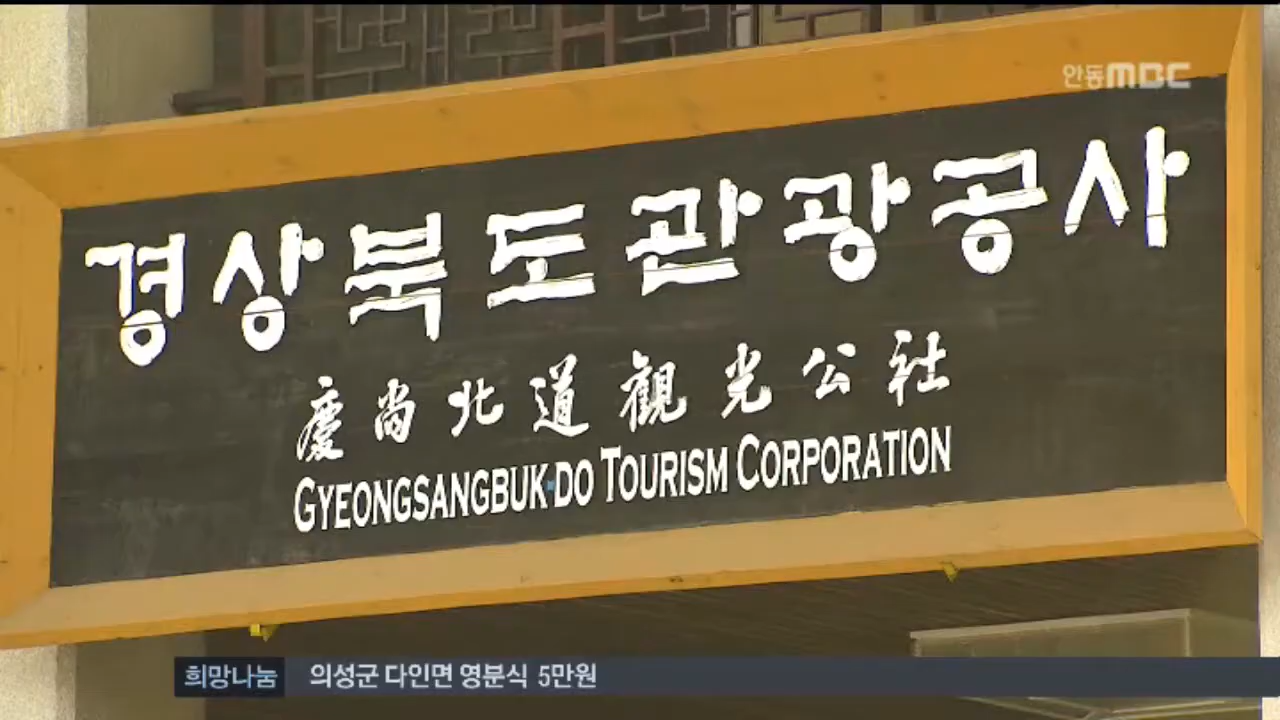 안동MBC
경상북도관광공사
慶尚北道觀光公社
GYEONGSANGBUK-DO TOURISM CORPORATION
희망나눔 의성군 다인면 영분식 5만원